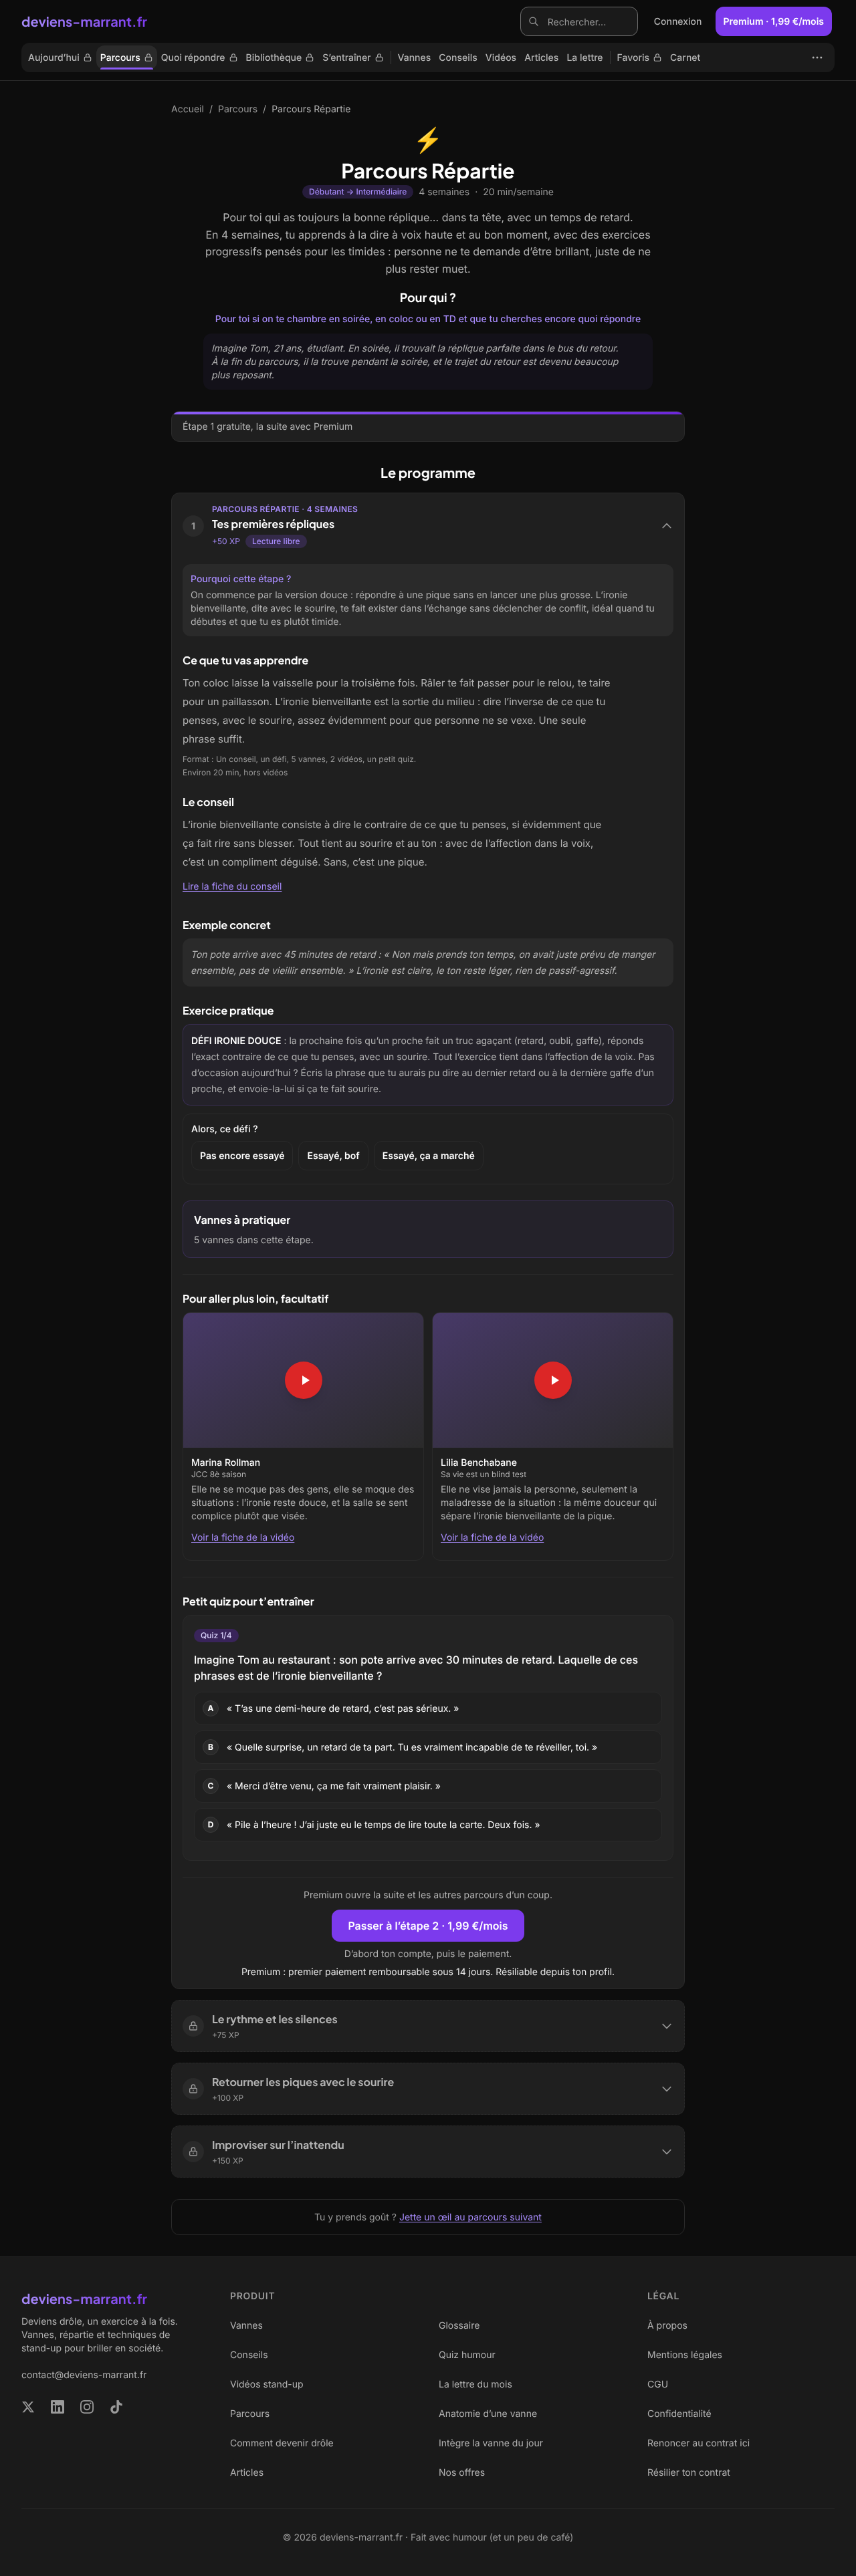 deviens-marrant.fr
Rechercher...
Connexion
Premium · 1,99 €/mois
Aujourd'hui
Parcours
Quoi répondre
Bibliothèque
S'entraîner
Vannes
Conseils
Vidéos
Articles
La lettre
Favoris
Carnet
Accueil / Parcours / Parcours Répartie
Parcours Répartie
Débutant → Intermédiaire 4 semaines · 20 min/semaine
Pour toi qui as toujours la bonne réplique... dans ta tête, avec un temps de retard.
En 4 semaines, tu apprends à la dire à voix haute et au bon moment, avec des exercices
progressifs pensés pour les timides : personne ne te demande d'être brillant, juste de ne
plus rester muet.
Pour qui ?
Pour toi si on te chambre en soirée, en coloc ou en TD et que tu cherches encore quoi répondre
Imagine Tom, 21 ans, étudiant. En soirée, il trouvait la réplique parfaite dans le bus du retour.
À la fin du parcours, il la trouve pendant la soirée, et le trajet du retour est devenu beaucoup
plus reposant.
Étape 1 gratuite, la suite avec Premium
Le programme
PARCOURS RÉPARTIE · 4 SEMAINES
1
Tes premières répliques
+50 XP Lecture libre
Pourquoi cette étape ?
On commence par la version douce : répondre à une pique sans en lancer une plus grosse. L'ironie
bienveillante, dite avec le sourire, te fait exister dans l'échange sans déclencher de conflit, idéal quand tu
débutes et que tu es plutôt timide.
Ce que tu vas apprendre
Ton coloc laisse la vaisselle pour la troisième fois. Râler te fait passer pour le relou, te taire
pour un paillasson. L'ironie bienveillante est la sortie du milieu : dire l'inverse de ce que tu
penses, avec le sourire, assez évidemment pour que personne ne se vexe. Une seule
phrase suffit.
Format : Un conseil, un défi, 5 vannes, 2 vidéos, un petit quiz.
Environ 20 min, hors vidéos
Le conseil
L'ironie bienveillante consiste à dire le contraire de ce que tu penses, si évidemment que
ça fait rire sans blesser. Tout tient au sourire et au ton : avec de l'affection dans la voix,
c'est un compliment déguisé. Sans, c'est une pique.
Lire la fiche du conseil
Exemple concret
Ton pote arrive avec 45 minutes de retard : « Non mais prends ton temps, on avait juste prévu de manger
ensemble, pas de vieillir ensemble. » L'ironie est claire, le ton reste léger, rien de passif-agressif.
Exercice pratique
DÉFI IRONIE DOUCE : la prochaine fois qu'un proche fait un truc agaçant (retard, oubli, gaffe), réponds
l'exact contraire de ce que tu penses, avec un sourire. Tout l'exercice tient dans l'affection de la voix. Pas
d'occasion aujourd'hui ? Écris la phrase que tu aurais pu dire au dernier retard ou à la dernière gaffe d'un
proche, et envoie-la-lui si ça te fait sourire.
Alors, ce défi ?
Pas encore essayé
Essayé, bof
Essayé, ça a marché
Vannes à pratiquer
5 vannes dans cette étape.
Pour aller plus loin, facultatif
Marina Rollman
JCC 8è saison
Elle ne se moque pas des gens, elle se moque des
situations : l'ironie reste douce, et la salle se sent
complice plutôt que visée.
Voir la fiche de la vidéo
Lilia Benchabane
Sa vie est un blind test
Elle ne vise jamais la personne, seulement la
maladresse de la situation : la même douceur qui
sépare l'ironie bienveillante de la pique.
Voir la fiche de la vidéo
Petit quiz pour t'entraîner
Quiz 1/4
Imagine Tom au restaurant : son pote arrive avec 30 minutes de retard. Laquelle de ces
phrases est de l'ironie bienveillante ?
A « T'as une demi-heure de retard, c'est pas sérieux. »
B « Quelle surprise, un retard de ta part. Tu es vraiment incapable de te réveiller, toi. »
C « Merci d'être venu, ça me fait vraiment plaisir. »
D « Pile à l'heure ! J'ai juste eu le temps de lire toute la carte. Deux fois. »
Premium ouvre la suite et les autres parcours d'un coup.
Passer à l'étape 2 · 1,99 €/mois
D'abord ton compte, puis le paiement.
Premium : premier paiement remboursable sous 14 jours. Résiliable depuis ton profil.
Le rythme et les silences
+75 XP
Retourner les piques avec le sourire
+100 XP
Improviser sur l'inattendu
+150 XP
Tu y prends goût ? Jette un œil au parcours suivant
deviens-marrant.fr
Deviens drôle, un exercice à la fois.
Vannes, répartie et techniques de
stand-up pour briller en société.
contact@deviens-marrant.fr
PRODUIT
Vannes
Conseils
Vidéos stand-up
Parcours
Comment devenir drôle
Articles
Glossaire
Quiz humour
La lettre du mois
Anatomie d'une vanne
Intègre la vanne du jour
Nos offres
LÉGAL
À propos
Mentions légales
CGU
Confidentialité
Renoncer au contrat ici
Résilier ton contrat
© 2026 deviens-marrant.fr · Fait avec humour (et un peu de café)